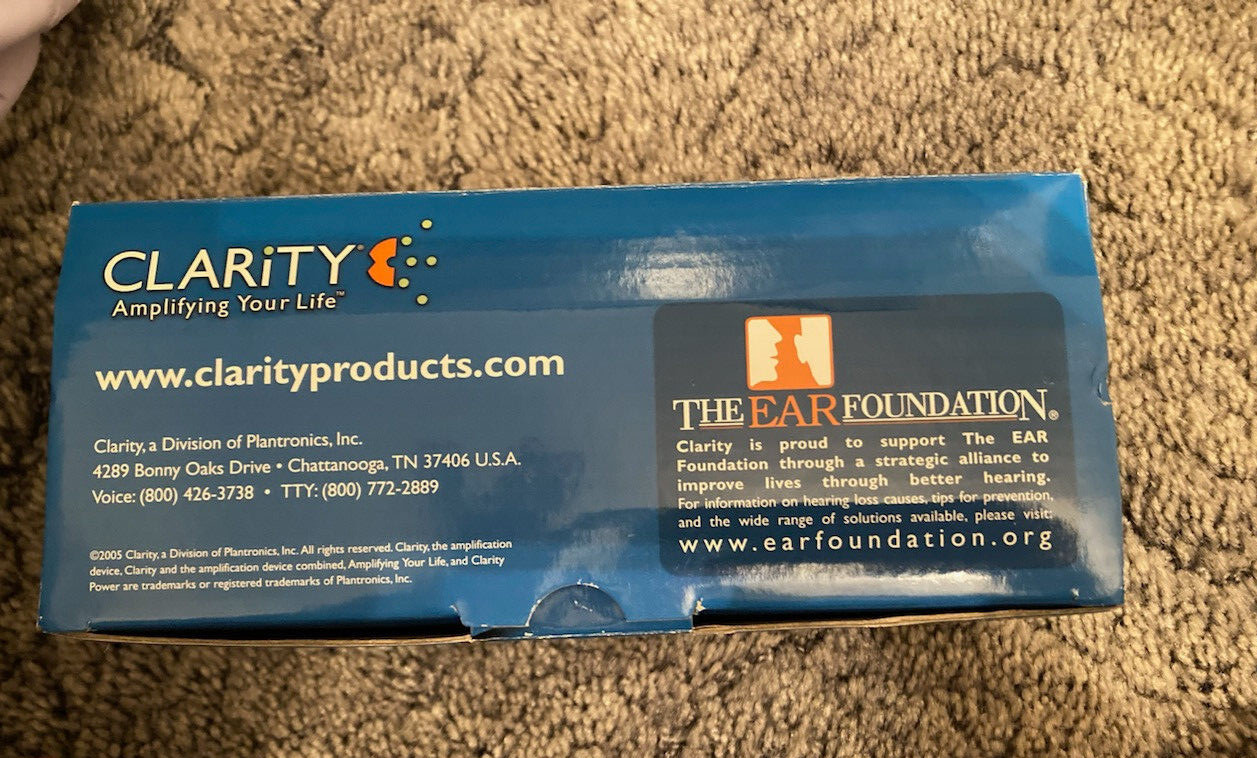 CLARiTY®
Amplifying Your Life™
www.clarityproducts.com
Clarity, a Division of Plantronics, Inc.
4289 Bonny Oaks Drive • Chattanooga, TN 37406 U.S.A.
Voice: (800) 426-3738 • TTY: (800) 772-2889
©2005 Clarity, a Division of Plantronics, Inc. All rights reserved. Clarity, the amplification
device, Clarity and the amplification device combined, Amplifying Your Life, and Clarity
Power are trademarks or registered trademarks of Plantronics, Inc.
THE EAR FOUNDATION®
Clarity is proud to support The EAR
Foundation through a strategic alliance to
improve lives through better hearing.
For information on hearing loss causes, tips for prevention,
and the wide range of solutions available, please visit:
www.earfoundation.org